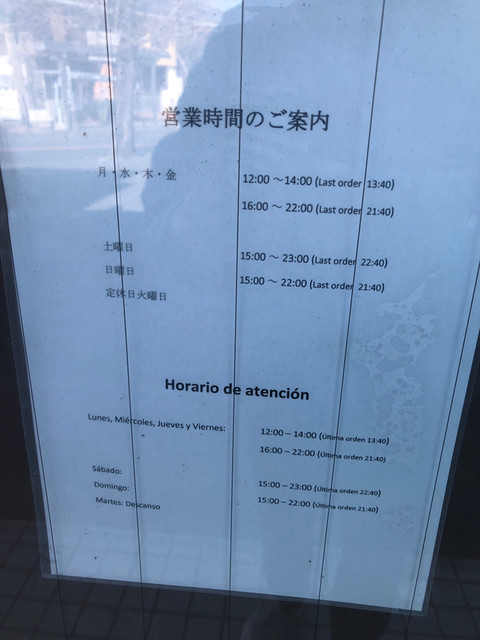 営業時間のご案内
月・水・木・金 12:00 ～14:00 (Last order 13:40)
16:00 ～ 22:00 (Last order 21:40)
土曜日 15:00 ～ 23:00 (Last order 22:40)
日曜日 15:00 ～ 22:00 (Last order 21:40)
定休日火曜日
Horario de atención
Lunes, Miércoles, Jueves y Viernes: 12:00 – 14:00 (Última orden 13:40)
16:00 – 22:00 (Última orden 21:40)
Sábado: 15:00 – 23:00 (Última orden 22:40)
Domingo: 15:00 – 22:00 (Última orden 21:40)
Martes: Descanso